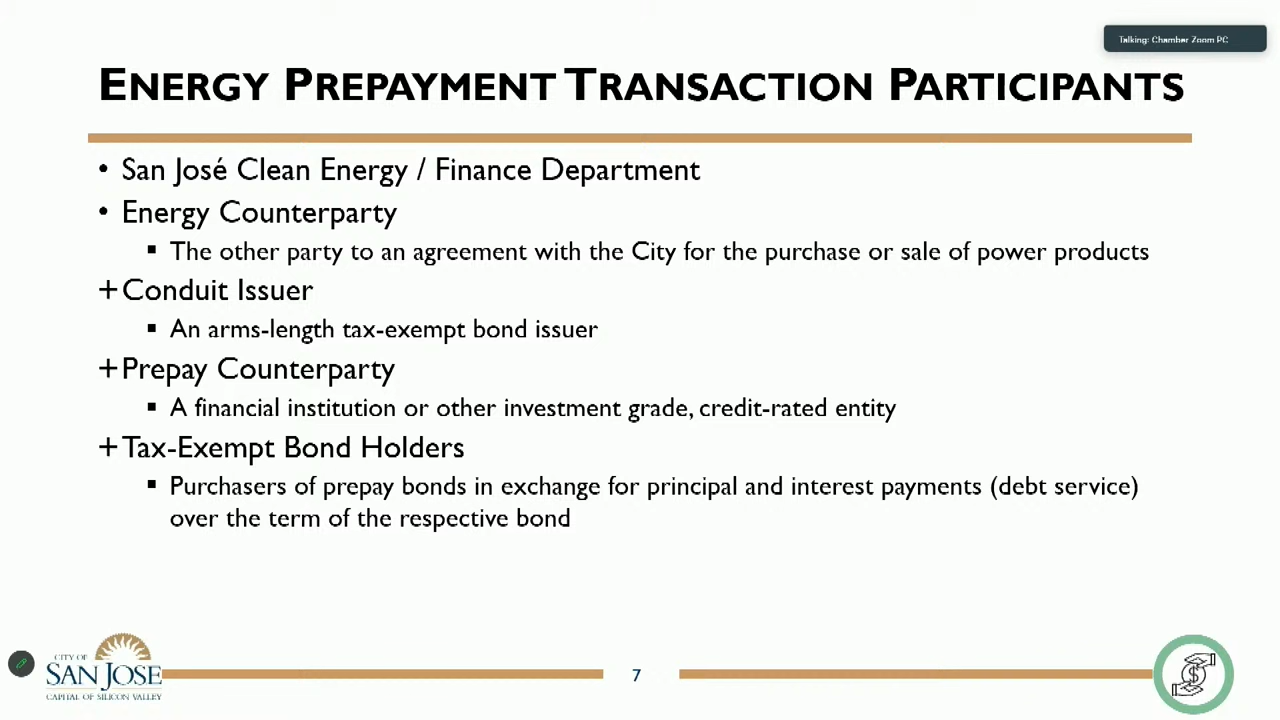 Talking: Chamber Zoom PC
ENERGY PREPAYMENT TRANSACTION PARTICIPANTS
• San José Clean Energy / Finance Department
• Energy Counterparty
▪ The other party to an agreement with the City for the purchase or sale of power products
+Conduit Issuer
▪ An arms-length tax-exempt bond issuer
+Prepay Counterparty
▪ A financial institution or other investment grade, credit-rated entity
+Tax-Exempt Bond Holders
▪ Purchasers of prepay bonds in exchange for principal and interest payments (debt service)
over the term of the respective bond
CITY OF
SAN JOSE
CAPITAL OF SILICON VALLEY
7
$